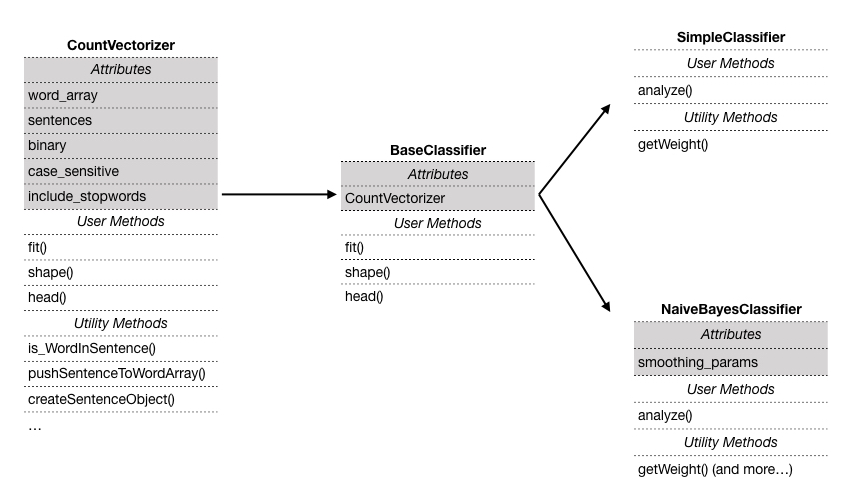 CountVectorizer
Attributes
word_array
sentences
binary
case_sensitive
include_stopwords
User Methods
fit()
shape()
head()
Utility Methods
is_WordInSentence()
pushSentenceToWordArray()
createSentenceObject()
…
BaseClassifier
Attributes
CountVectorizer
User Methods
fit()
shape()
head()
SimpleClassifier
User Methods
analyze()
Utility Methods
getWeight()
NaiveBayesClassifier
Attributes
smoothing_params
User Methods
analyze()
Utility Methods
getWeight() (and more…)